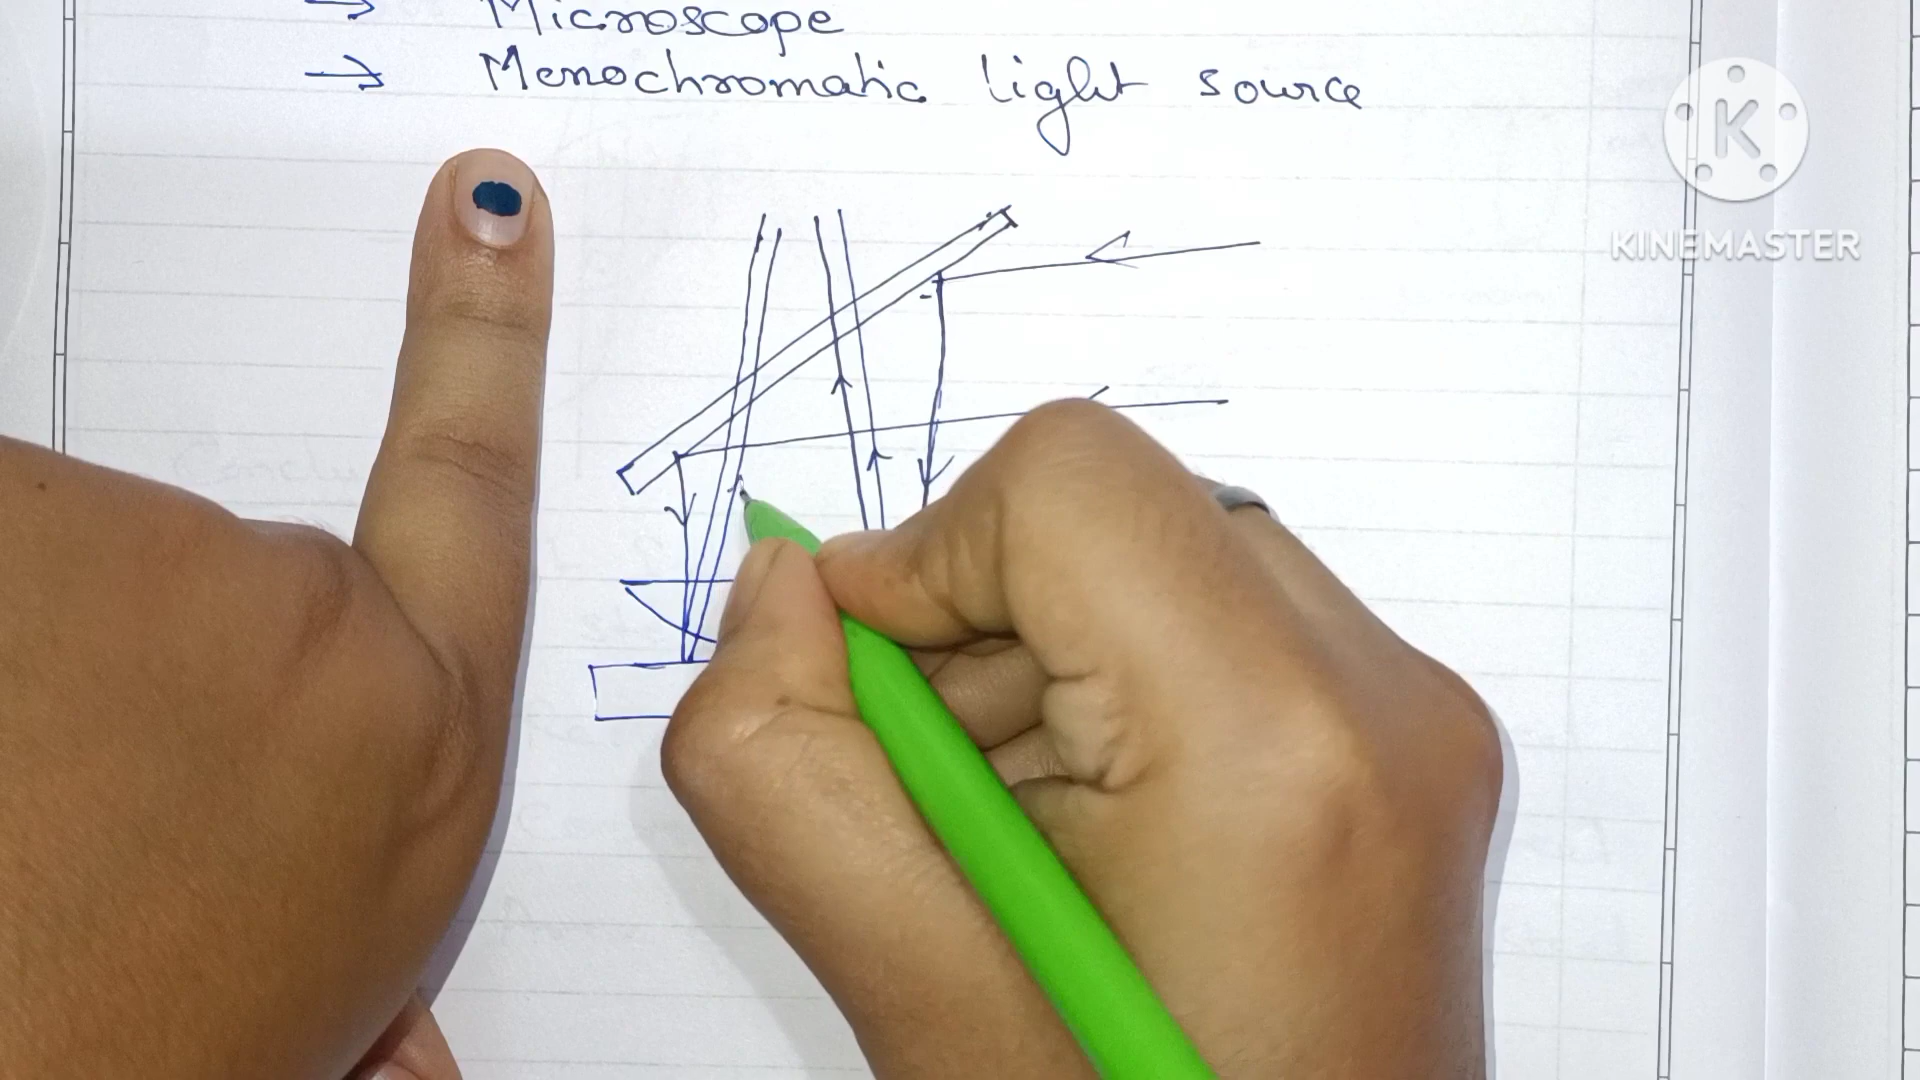 → Microscope
→ Monochromatic light source
K
KINEMASTER